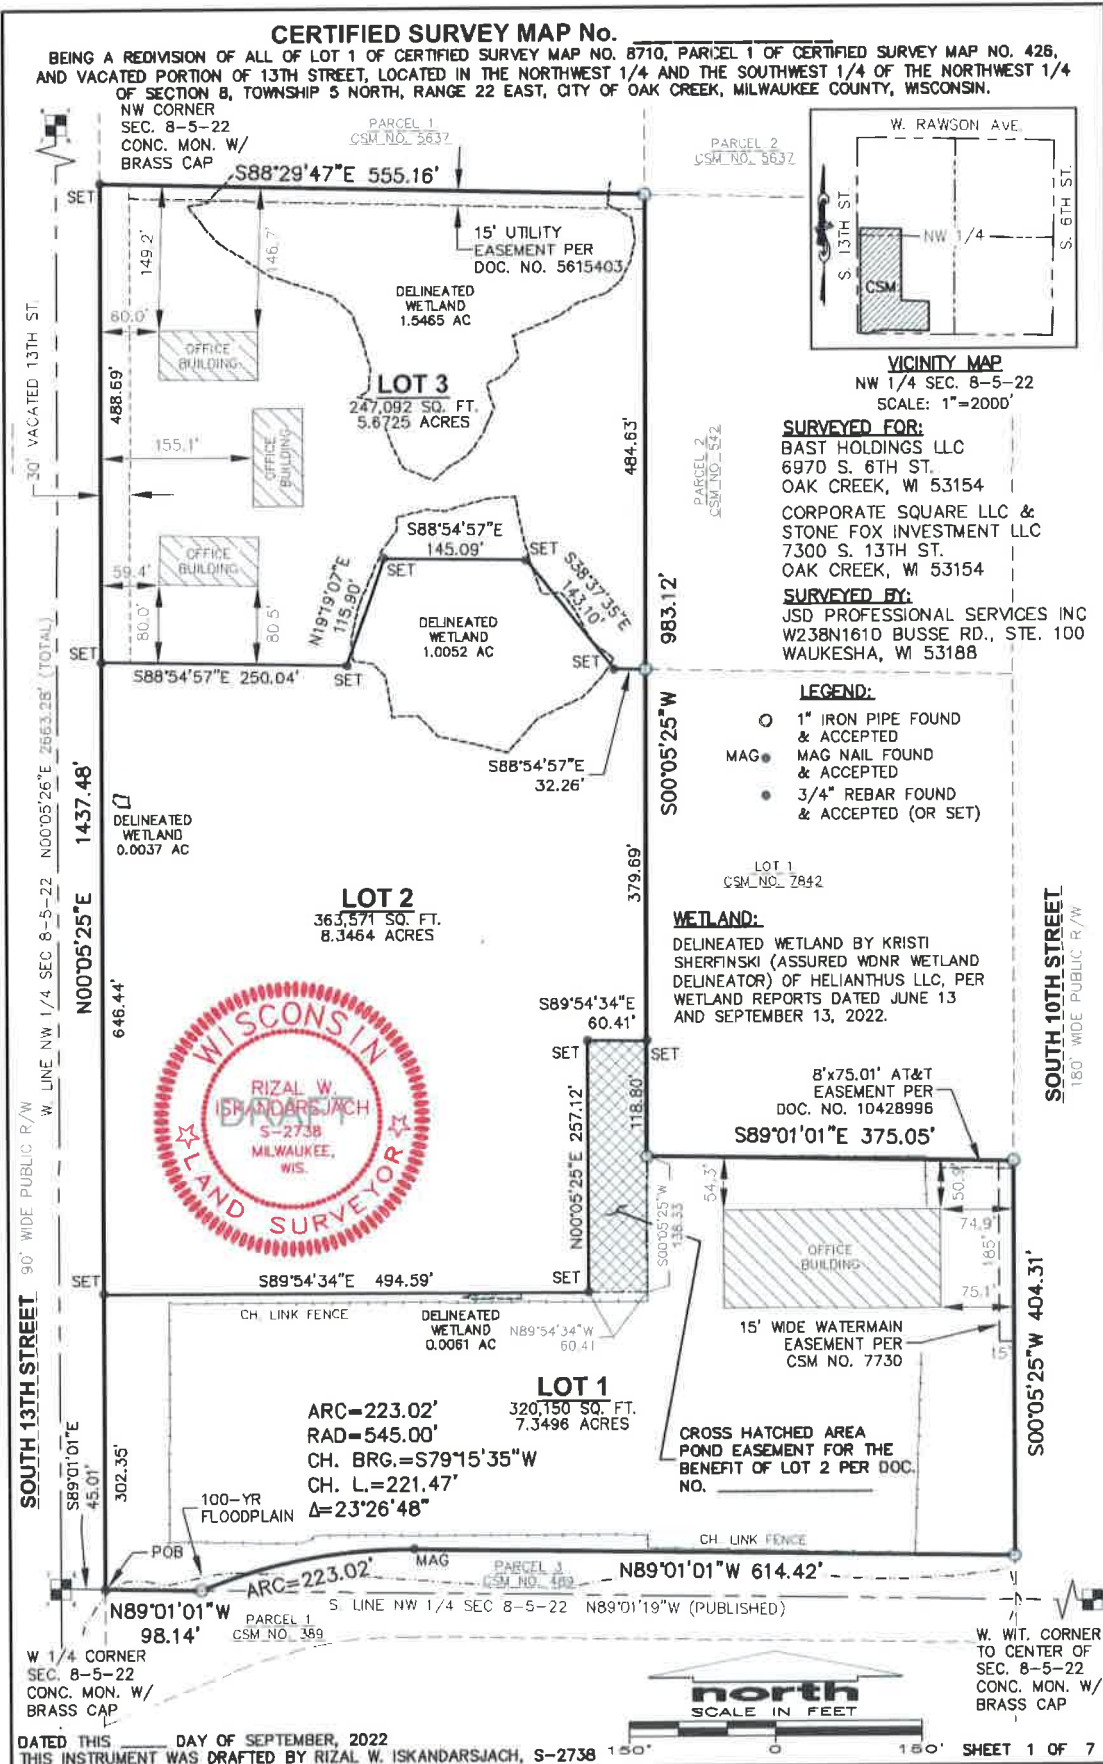 CERTIFIED SURVEY MAP No.
BEING A REDIVISION OF ALL OF LOT 1 OF CERTIFIED SURVEY MAP NO. 8710, PARCEL 1 OF CERTIFIED SURVEY MAP NO. 426,
AND VACATED PORTION OF 13TH STREET, LOCATED IN THE NORTHWEST 1/4 AND THE SOUTHWEST 1/4 OF THE NORTHWEST 1/4
OF SECTION 8, TOWNSHIP 5 NORTH, RANGE 22 EAST, CITY OF OAK CREEK, MILWAUKEE COUNTY, WISCONSIN.
NW CORNER
SEC. 8-5-22
CONC. MON. W/
BRASS CAP
PARCEL 1
CSM NO. 5637
PARCEL 2
CSM NO. 5637
W. RAWSON AVE.
S. 13TH ST
NW 1/4
S. 6TH ST.
CSM
VICINITY MAP
NW 1/4 SEC. 8-5-22
SCALE: 1"=2000'
S88°29'47"E 555.16'
SET
15' UTILITY
EASEMENT PER
DOC. NO. 5615403
149.2'
146.7'
DELINEATED
WETLAND
1.5465 AC
60.0'
OFFICE
BUILDING
30' VACATED 13TH ST.
488.69'
LOT 3
247,092 SQ. FT.
5.6725 ACRES
155.1'
OFFICE
BUILDING
484.63'
PARCEL 2
CSM NO. 542
SURVEYED FOR:
BAST HOLDINGS LLC
6970 S. 6TH ST.
OAK CREEK, WI 53154
CORPORATE SQUARE LLC &
STONE FOX INVESTMENT LLC
7300 S. 13TH ST.
OAK CREEK, WI 53154
SURVEYED BY:
JSD PROFESSIONAL SERVICES INC
W238N1610 BUSSE RD., STE. 100
WAUKESHA, WI 53188
OFFICE
BUILDING
59.4'
80.0'
80.5'
S88°54'57"E
145.09'
SET
SET
N19°19'07"E
115.90'
S38°37'35"E
143.10'
DELINEATED
WETLAND
1.0052 AC
983.12'
S00°05'25"W
SET
S88°54'57"E 250.04'
SET
SET
S88°54'57"E
32.26'
LEGEND:
1" IRON PIPE FOUND
& ACCEPTED
MAG
MAG NAIL FOUND
& ACCEPTED
3/4" REBAR FOUND
& ACCEPTED (OR SET)
W. LINE NW 1/4 SEC 8-5-22 N00°05'26"E 2663.28' (TOTAL)
N00°05'25"E 1437.48'
DELINEATED
WETLAND
0.0037 AC
379.69'
LOT 1
CSM NO. 7842
LOT 2
363,571 SQ. FT.
8.3464 ACRES
WETLAND:
DELINEATED WETLAND BY KRISTI
SHERFINSKI (ASSURED WDNR WETLAND
DELINEATOR) OF HELIANTHUS LLC, PER
WETLAND REPORTS DATED JUNE 13
AND SEPTEMBER 13, 2022.
SOUTH 10TH STREET
180' WIDE PUBLIC R/W
646.44'
WISCONSIN
RIZAL W.
ISKANDARSJACH
DRAFT
S-2738
MILWAUKEE,
WIS.
LAND SURVEYOR
S89°54'34"E
60.41'
SET
SET
118.80'
N00°05'25"E 257.12'
8'x75.01' AT&T
EASEMENT PER
DOC. NO. 10428996
S89°01'01"E 375.05'
54.3'
50.9'
S00°05'25"W
138.33
OFFICE
BUILDING
74.9'
185'
75.1'
S00°05'25"W 404.31'
SOUTH 13TH STREET
90' WIDE PUBLIC R/W
SET
S89°54'34"E 494.59'
SET
CH. LINK FENCE
DELINEATED
WETLAND
0.0061 AC
N89°54'34"W
60.41
15' WIDE WATERMAIN
EASEMENT PER
CSM NO. 7730
15'
LOT 1
320,150 SQ. FT.
7.3496 ACRES
ARC=223.02'
RAD=545.00'
CH. BRG.=S79°15'35"W
CH. L.=221.47'
Δ=23°26'48"
CROSS HATCHED AREA
POND EASEMENT FOR THE
BENEFIT OF LOT 2 PER DOC.
NO.
S89°01'01"E
45.01'
302.35'
100-YR
FLOODPLAIN
POB
MAG
CH. LINK FENCE
ARC=223.02'
PARCEL 3
CSM NO. 469
N89°01'01"W 614.42'
N89°01'01"W
98.14'
PARCEL 1
CSM NO. 389
S. LINE NW 1/4 SEC 8-5-22 N89°01'19"W (PUBLISHED)
W 1/4 CORNER
SEC. 8-5-22
CONC. MON. W/
BRASS CAP
W. WIT. CORNER
TO CENTER OF
SEC. 8-5-22
CONC. MON. W/
BRASS CAP
north
SCALE IN FEET
150' 0 150'
DATED THIS DAY OF SEPTEMBER, 2022
THIS INSTRUMENT WAS DRAFTED BY RIZAL W. ISKANDARSJACH, S-2738
SHEET 1 OF 7